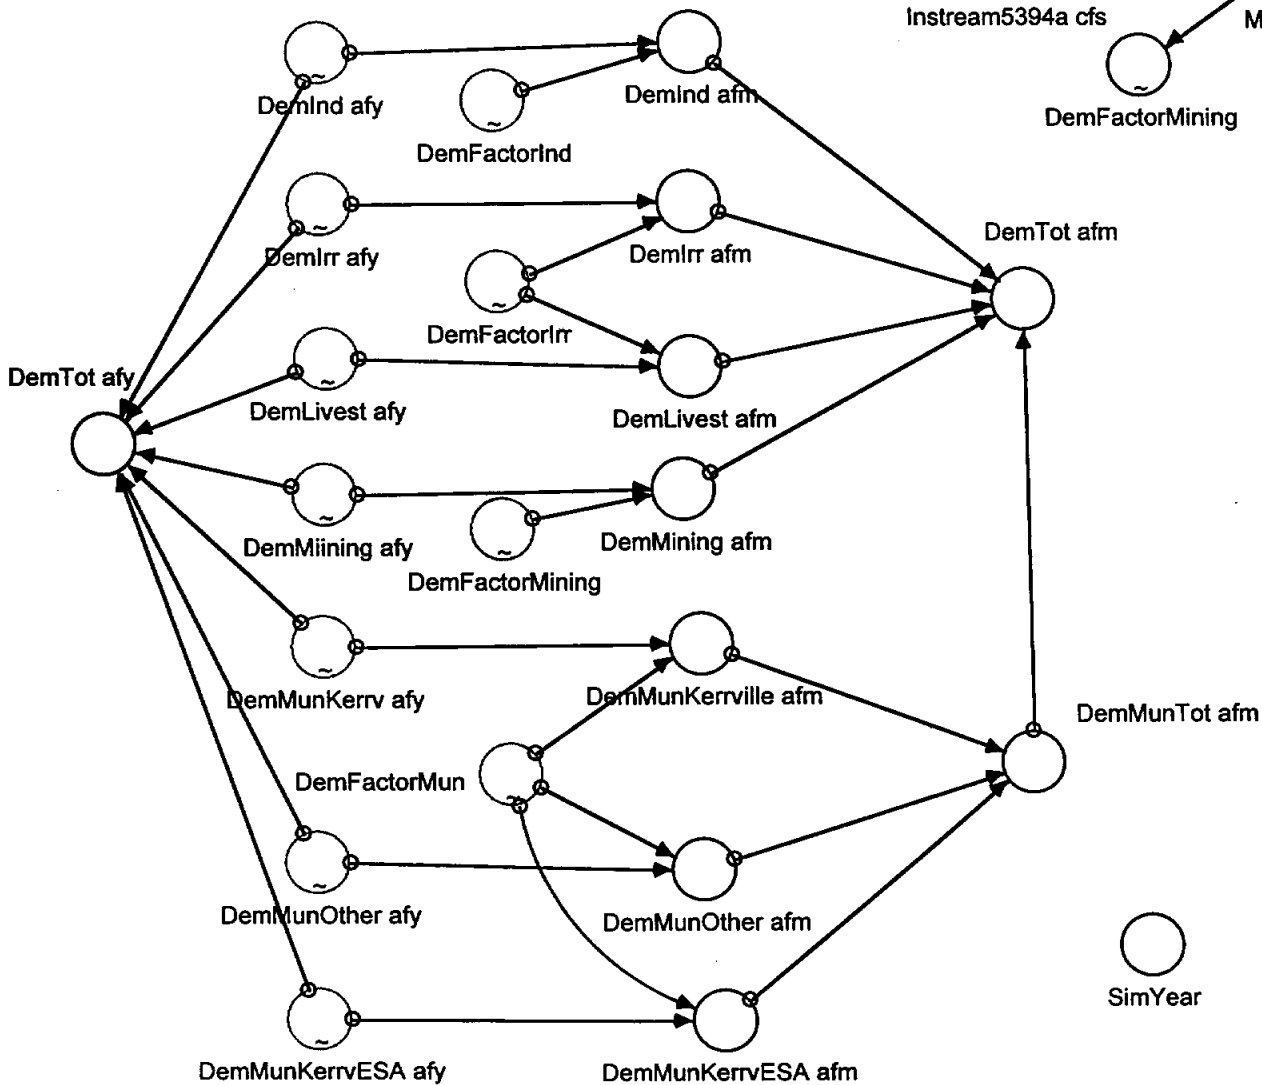 Instream5394a cfs
M
DemInd afy
DemInd afm
DemFactorMining
DemFactorInd
DemTot afm
DemIrr afy
DemIrr afm
DemFactorIrr
DemTot afy
DemLivest afy
DemLivest afm
DemMiining afy
DemMining afm
DemFactorMining
DemMunKerrv afy
DemMunKerrville afm
DemMunTot afm
DemFactorMun
DemMunOther afy
DemMunOther afm
SimYear
DemMunKerrvESA afy
DemMunKerrvESA afm